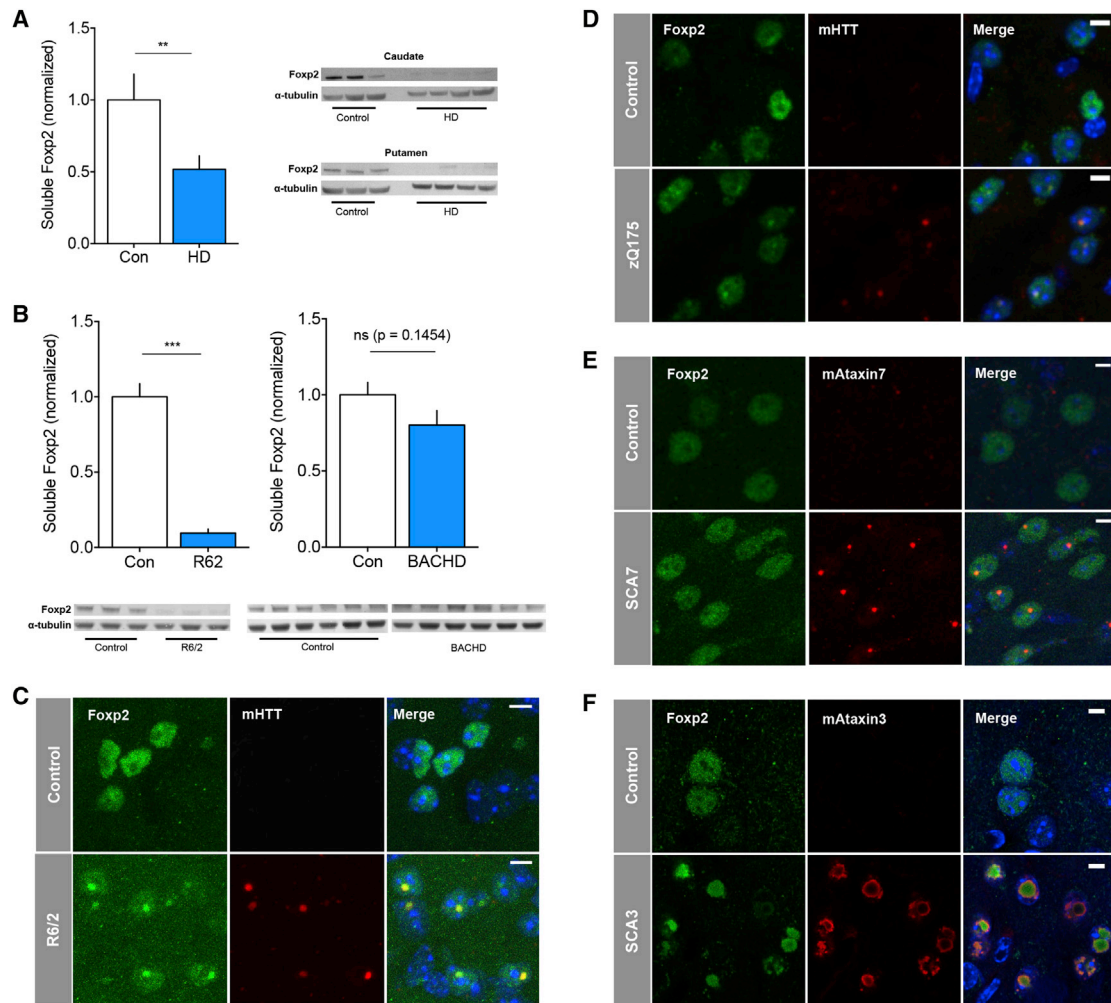 A
Soluble Foxp2 (normalized)
1.5
1.0
0.5
0.0
**
Con HD
Caudate
Foxp2
α-tubulin
Control HD
Putamen
Foxp2
α-tubulin
Control HD
B
Soluble Foxp2 (normalized)
1.5
1.0
0.5
0.0
***
Con R62
Soluble Foxp2 (normalized)
1.5
1.0
0.5
0.0
ns (p = 0.1454)
Con BACHD
Foxp2
α-tubulin
Control R6/2 Control BACHD
C
Foxp2 mHTT Merge
Control
R6/2
D
Foxp2 mHTT Merge
Control
zQ175
E
Foxp2 mAtaxin7 Merge
Control
SCA7
F
Foxp2 mAtaxin3 Merge
Control
SCA3